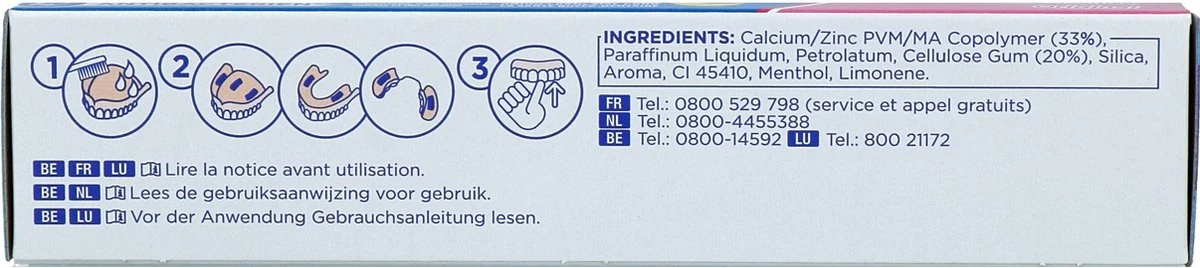 1
2
3
INGREDIENTS: Calcium/Zinc PVM/MA Copolymer (33%),
Paraffinum Liquidum, Petrolatum, Cellulose Gum (20%), Silica,
Aroma, CI 45410, Menthol, Limonene.
FR Tel.: 0800 529 798 (service et appel gratuits)
NL Tel.: 0800-4455388
BE Tel.: 0800-14592 LU Tel.: 800 21172
BE FR LU Lire la notice avant utilisation.
BE NL Lees de gebruiksaanwijzing voor gebruik.
BE LU Vor der Anwendung Gebrauchsanleitung lesen.